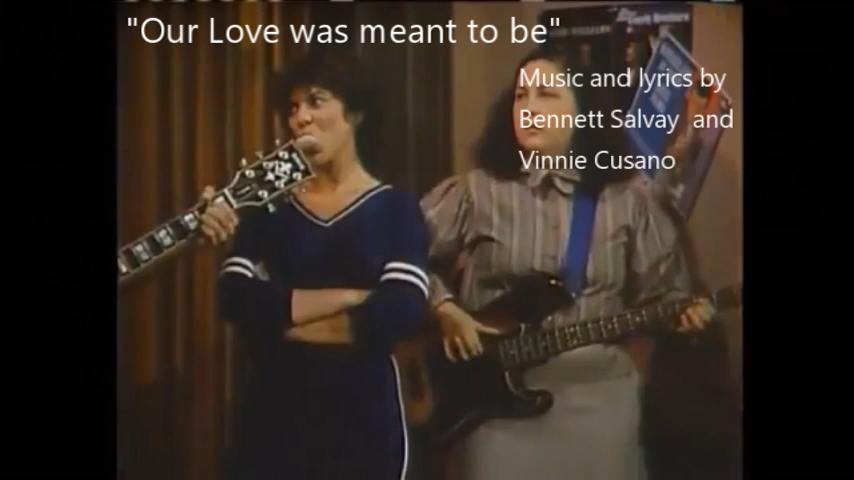 "Our Love was meant to be"
Music and lyrics by
Bennett Salvay and
Vinnie Cusano